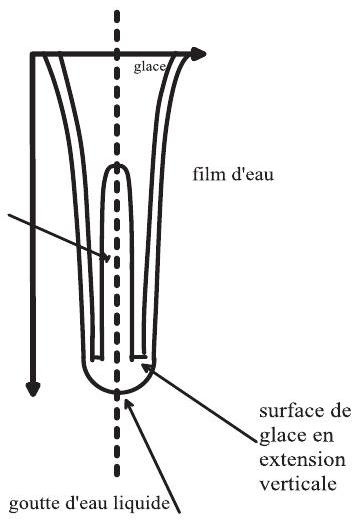 glace
film d'eau
surface de
glace en
extension
verticale
goutte d'eau liquide